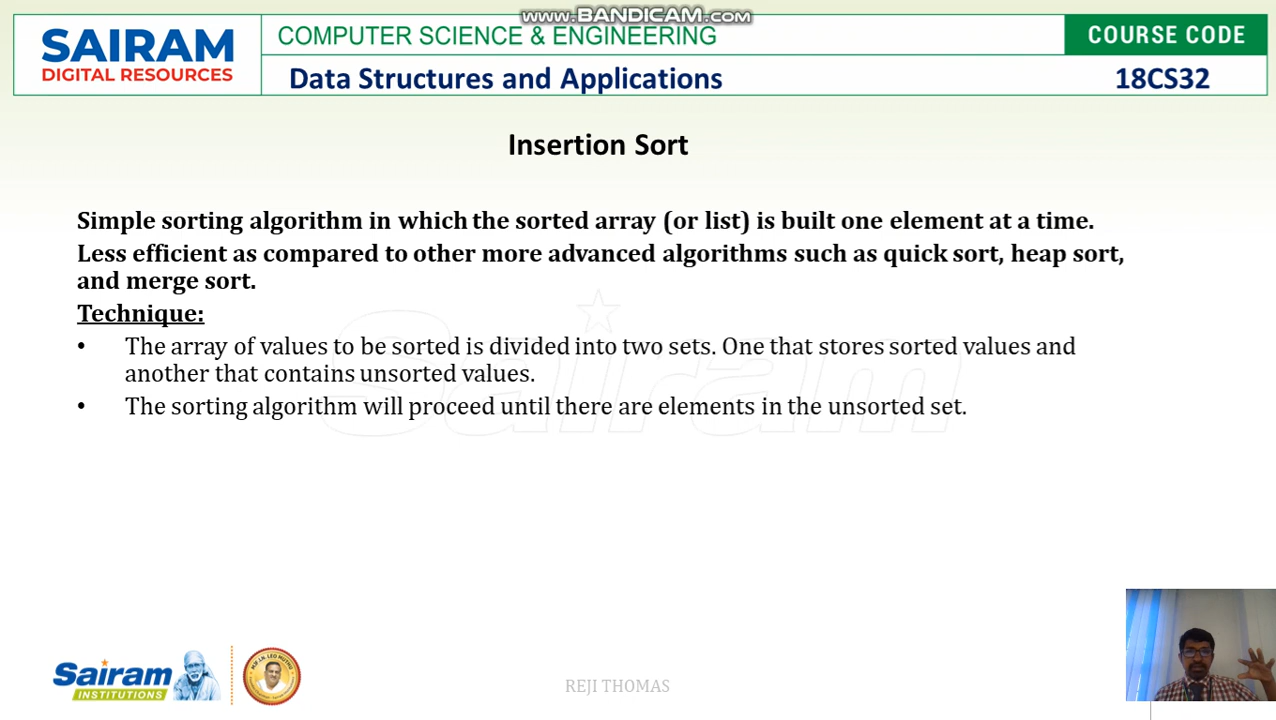 www.BANDICAM.com
SAIRAM
DIGITAL RESOURCES
COMPUTER SCIENCE & ENGINEERING
COURSE CODE
Data Structures and Applications
18CS32
Insertion Sort
Simple sorting algorithm in which the sorted array (or list) is built one element at a time.
Less efficient as compared to other more advanced algorithms such as quick sort, heap sort,
and merge sort.
Technique:
• The array of values to be sorted is divided into two sets. One that stores sorted values and
another that contains unsorted values.
• The sorting algorithm will proceed until there are elements in the unsorted set.
Sairam
Sairam
INSTITUTIONS
LEO MUTHU
REJI THOMAS